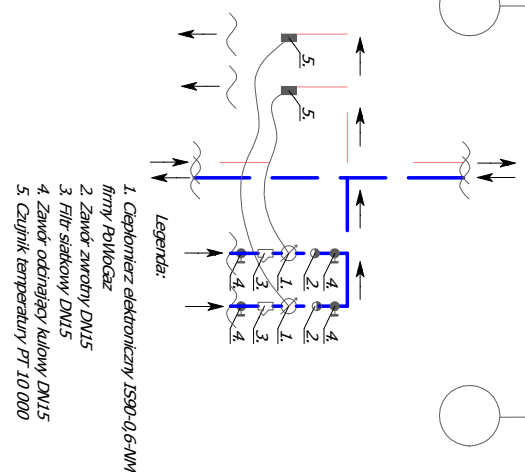 5.
5.
4.
3.
1.
2.
4.
4.
3.
1.
2.
4.
Legenda:
1. Ciepłomierz elektroniczny IS90-0,6-NM
firmy PoWoGaz
2. Zawór zwrotny DN15
3. Filtr siatkowy DN15
4. Zawór odcinający kulowy DN15
5. Czujnik temperatury PT 10 000